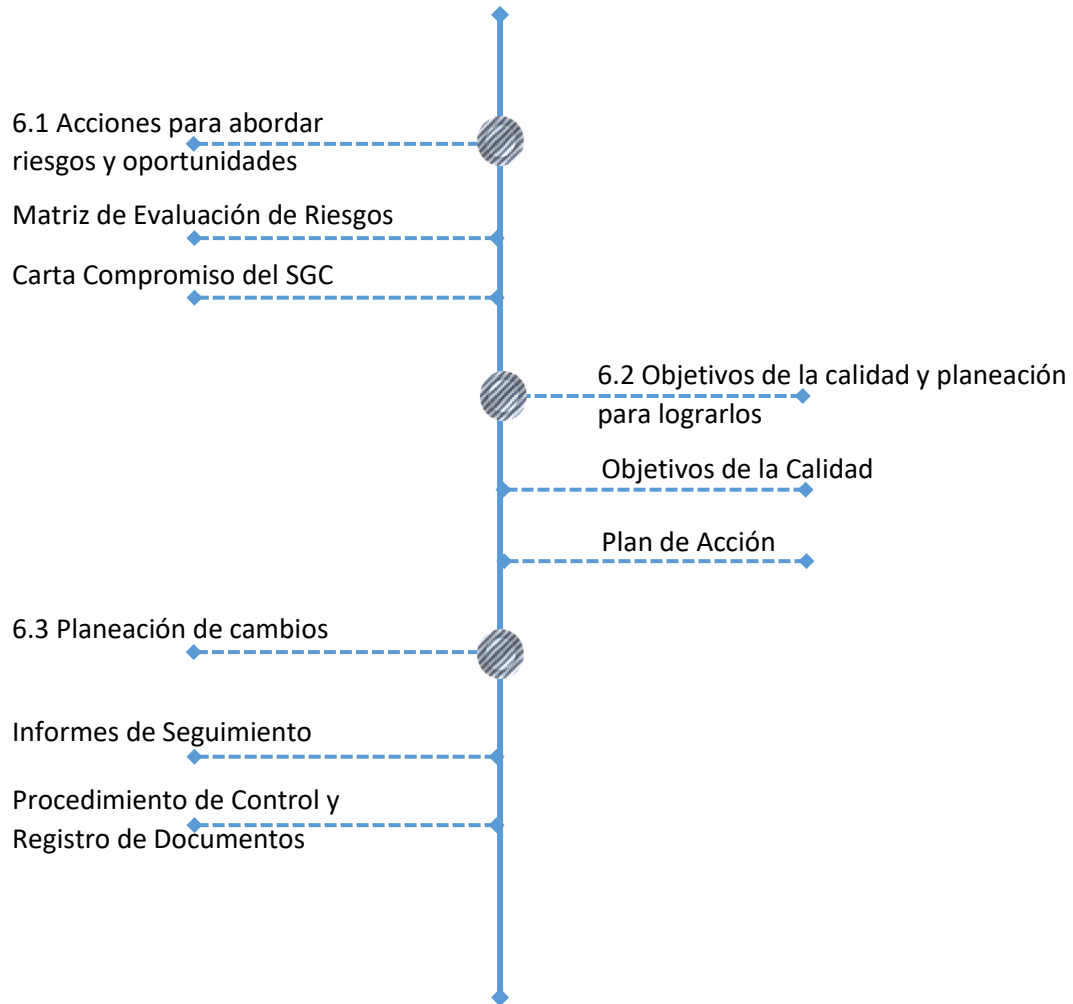 6.1 Acciones para abordar
riesgos y oportunidades
Matriz de Evaluación de Riesgos
Carta Compromiso del SGC
6.2 Objetivos de la calidad y planeación
para lograrlos
Objetivos de la Calidad
Plan de Acción
6.3 Planeación de cambios
Informes de Seguimiento
Procedimiento de Control y
Registro de Documentos